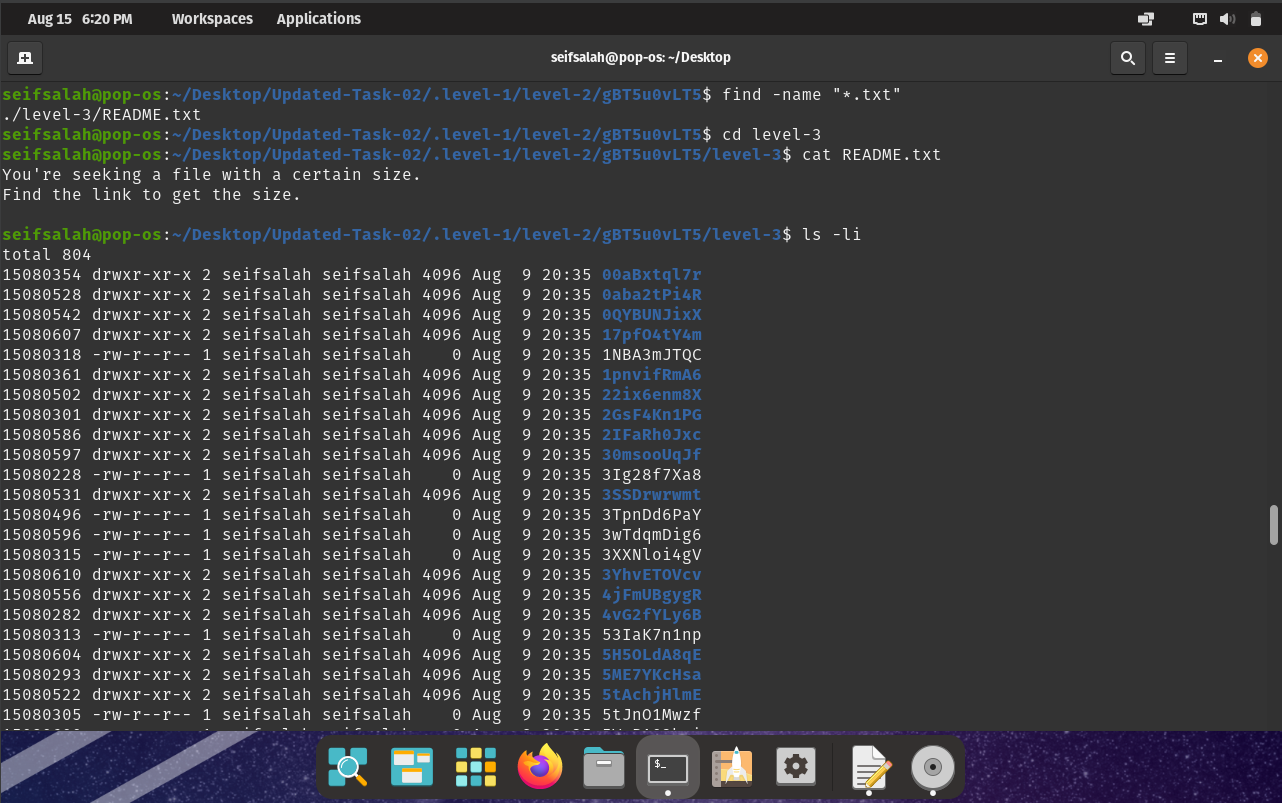 Aug 15 6:20 PM Workspaces Applications
seifsalah@pop-os: ~/Desktop
seifsalah@pop-os:~/Desktop/Updated-Task-02/.level-1/level-2/gBT5u0vLT5$ find -name "*.txt"
./level-3/README.txt
seifsalah@pop-os:~/Desktop/Updated-Task-02/.level-1/level-2/gBT5u0vLT5$ cd level-3
seifsalah@pop-os:~/Desktop/Updated-Task-02/.level-1/level-2/gBT5u0vLT5/level-3$ cat README.txt
You're seeking a file with a certain size.
Find the link to get the size.
seifsalah@pop-os:~/Desktop/Updated-Task-02/.level-1/level-2/gBT5u0vLT5/level-3$ ls -li
total 804
15080354 drwxr-xr-x 2 seifsalah seifsalah 4096 Aug  9 20:35 00aBxtql7r
15080528 drwxr-xr-x 2 seifsalah seifsalah 4096 Aug  9 20:35 0aba2tPi4R
15080542 drwxr-xr-x 2 seifsalah seifsalah 4096 Aug  9 20:35 0QYBUNJixX
15080607 drwxr-xr-x 2 seifsalah seifsalah 4096 Aug  9 20:35 17pfO4tY4m
15080318 -rw-r--r-- 1 seifsalah seifsalah    0 Aug  9 20:35 1NBA3mJTQC
15080361 drwxr-xr-x 2 seifsalah seifsalah 4096 Aug  9 20:35 1pnvifRmA6
15080502 drwxr-xr-x 2 seifsalah seifsalah 4096 Aug  9 20:35 22ix6enm8X
15080301 drwxr-xr-x 2 seifsalah seifsalah 4096 Aug  9 20:35 2GsF4Kn1PG
15080586 drwxr-xr-x 2 seifsalah seifsalah 4096 Aug  9 20:35 2IFaRh0Jxc
15080597 drwxr-xr-x 2 seifsalah seifsalah 4096 Aug  9 20:35 30msooUqJf
15080228 -rw-r--r-- 1 seifsalah seifsalah    0 Aug  9 20:35 3Ig28f7Xa8
15080531 drwxr-xr-x 2 seifsalah seifsalah 4096 Aug  9 20:35 3SSDrwrwmt
15080496 -rw-r--r-- 1 seifsalah seifsalah    0 Aug  9 20:35 3TpnDd6PaY
15080596 -rw-r--r-- 1 seifsalah seifsalah    0 Aug  9 20:35 3wTdqmDig6
15080315 -rw-r--r-- 1 seifsalah seifsalah    0 Aug  9 20:35 3XXNloi4gV
15080610 drwxr-xr-x 2 seifsalah seifsalah 4096 Aug  9 20:35 3YhvETOVcv
15080556 drwxr-xr-x 2 seifsalah seifsalah 4096 Aug  9 20:35 4jFmUBgygR
15080282 drwxr-xr-x 2 seifsalah seifsalah 4096 Aug  9 20:35 4vG2fYLy6B
15080313 -rw-r--r-- 1 seifsalah seifsalah    0 Aug  9 20:35 53IaK7n1np
15080604 drwxr-xr-x 2 seifsalah seifsalah 4096 Aug  9 20:35 5H5OLdA8qE
15080293 drwxr-xr-x 2 seifsalah seifsalah 4096 Aug  9 20:35 5ME7YKcHsa
15080522 drwxr-xr-x 2 seifsalah seifsalah 4096 Aug  9 20:35 5tAchjHlmE
15080305 -rw-r--r-- 1 seifsalah seifsalah    0 Aug  9 20:35 5tJnO1Mwzf
$_